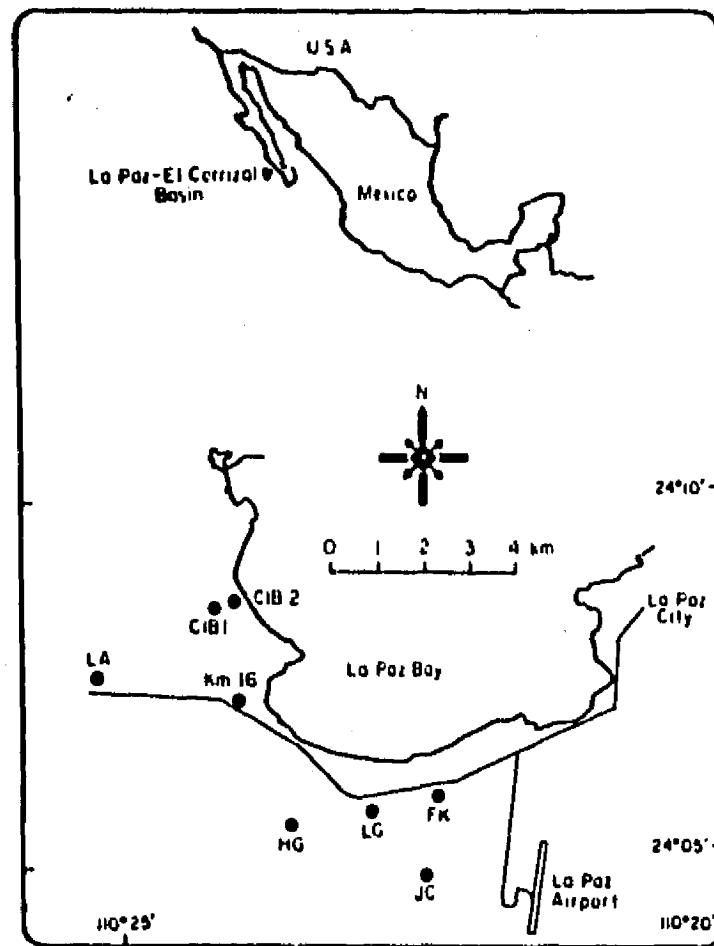 USA
La Paz-El Carrizal
Basin
Mexico
N
24°10'
0 1 2 3 4 km
CIB 2
CIB1
La Paz
City
LA
Km 16
La Paz Bay
FK
LG
HG
24°05'
JC
La Paz
Airport
110°25'
110°20'